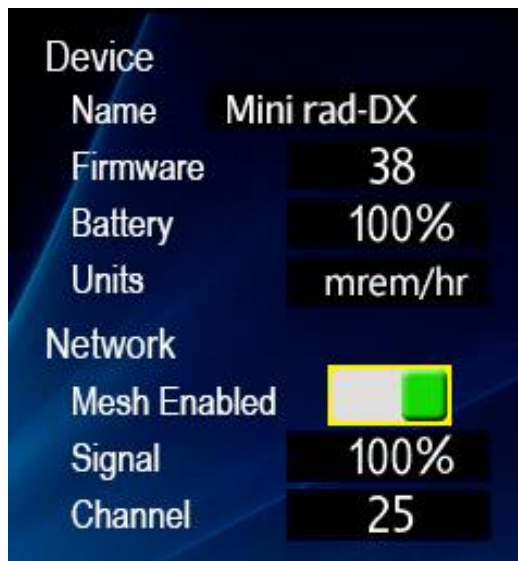 Device
Name Mini rad-DX
Firmware 38
Battery 100%
Units mrem/hr
Network
Mesh Enabled
Signal 100%
Channel 25